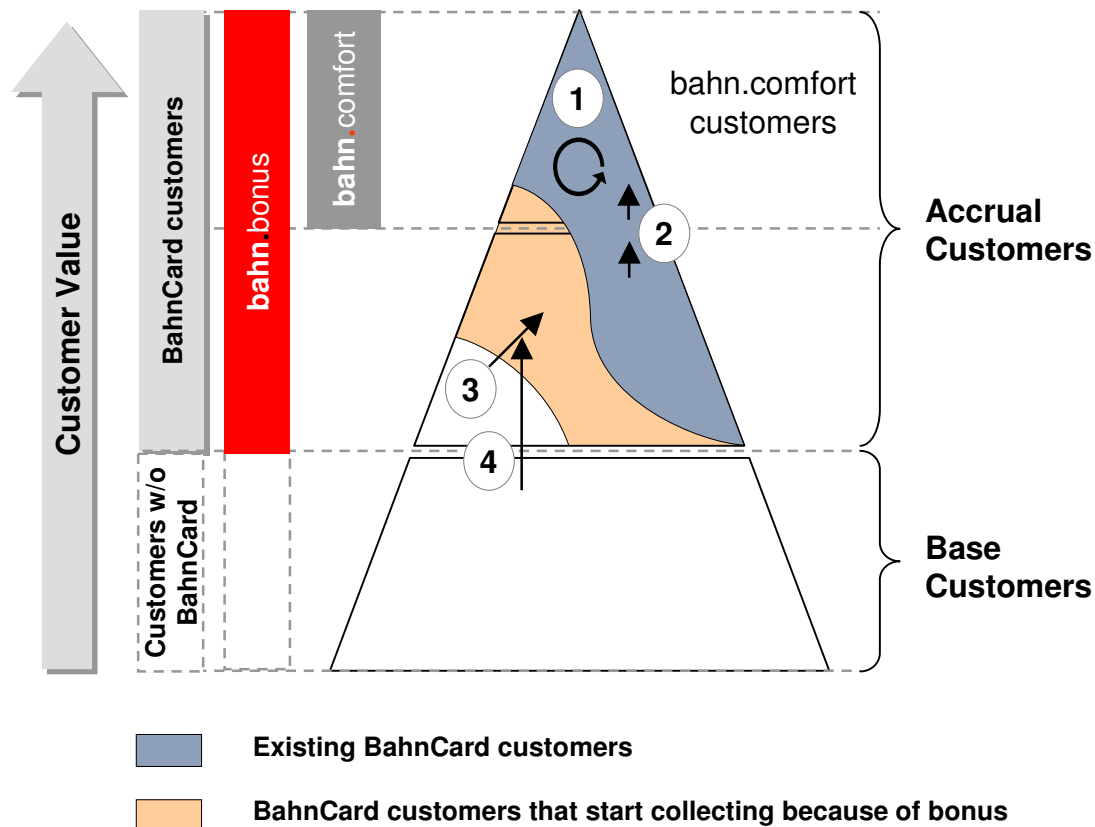 Customer Value
BahnCard customers
Customers w/o
BahnCard
bahn.bonus
bahn.comfort
1
2
3
4
bahn.comfort
customers
Accrual
Customers
Base
Customers
Existing BahnCard customers
BahnCard customers that start collecting because of bonus